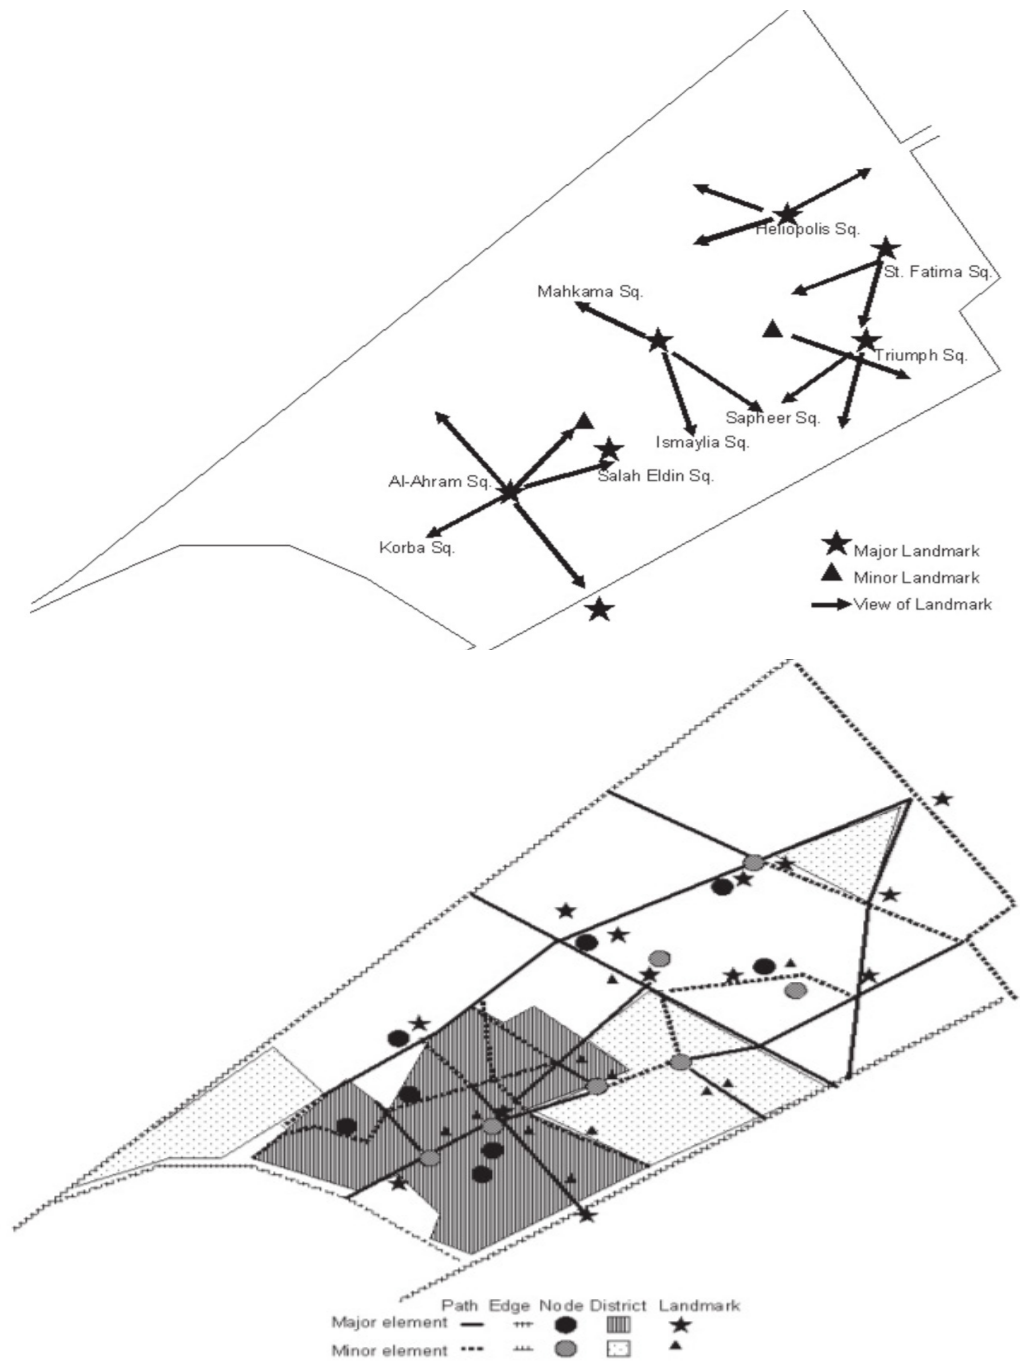 Heliopolis Sq.
St. Fatima Sq.
Mahkama Sq.
Triumph Sq.
Sapheer Sq.
Ismaylia Sq.
Salah Eldin Sq.
Al-Ahram Sq.
Korba Sq.
Major Landmark
Minor Landmark
View of Landmark
Path Edge Node District Landmark
Major element
Minor element